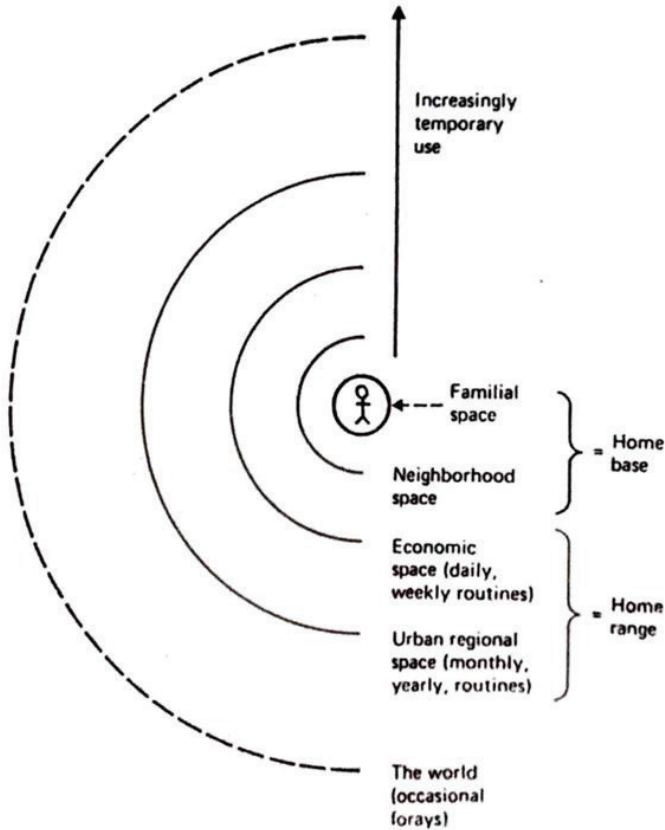 Increasingly
temporary
use
Familial
space
= Home
base
Neighborhood
space
Economic
space (daily,
weekly routines)
= Home
range
Urban regional
space (monthly,
yearly, routines)
The world
(occasional
forays)